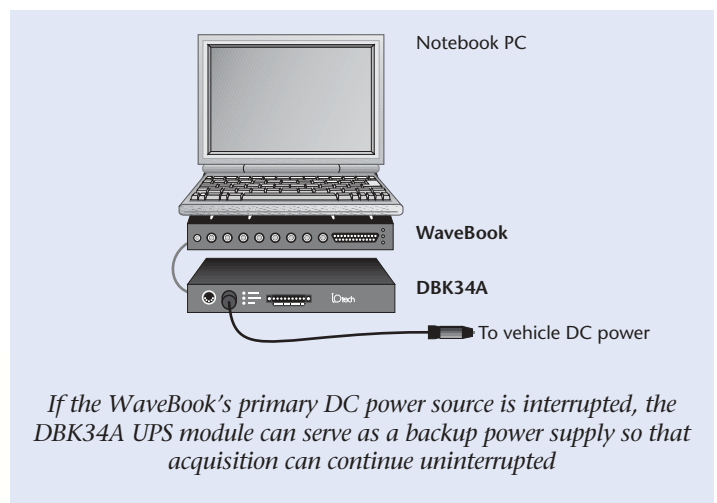 Notebook PC
WaveBook
DBK34A
IOtech
To vehicle DC power
If the WaveBook's primary DC power source is interrupted, the
DBK34A UPS module can serve as a backup power supply so that
acquisition can continue uninterrupted